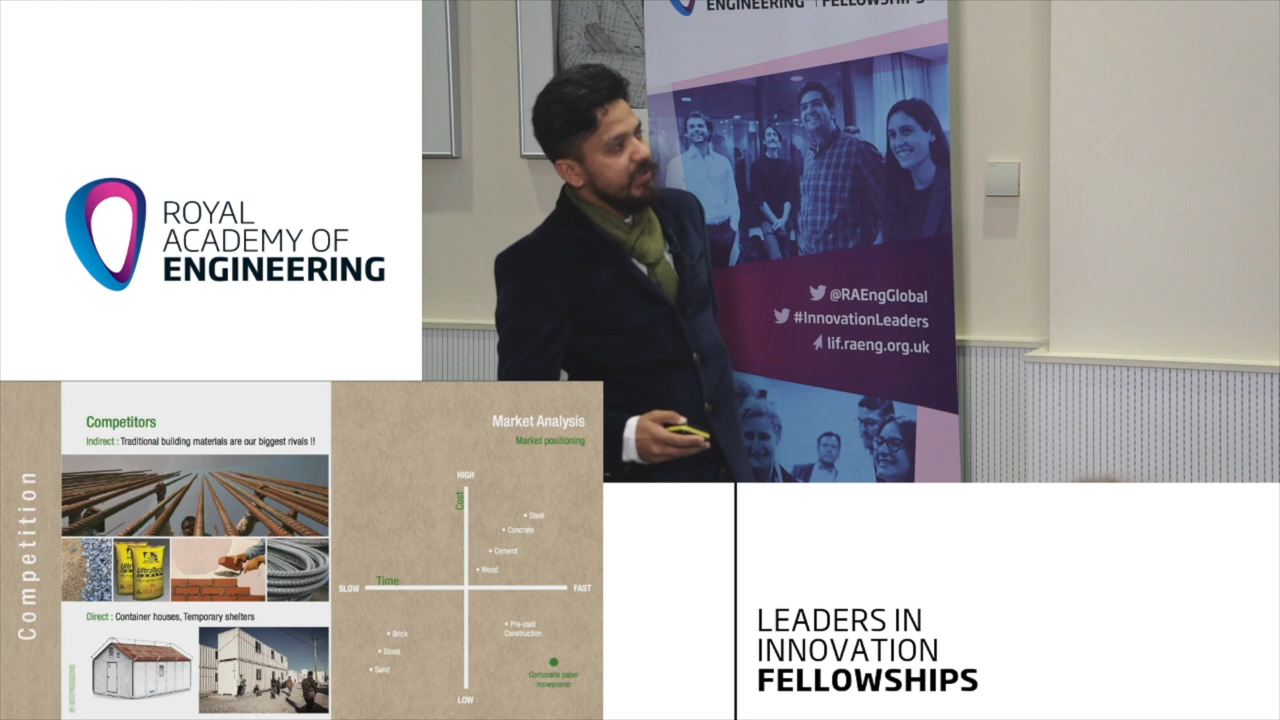 ROYAL
ACADEMY OF
ENGINEERING
ENGINEERING
FELLOWSHIPS
@RAEngGlobal
#InnovationLeaders
lif.raeng.org.uk
Competition
Competitors
Indirect : Traditional building materials are our biggest rivals !!
UltraTech
Direct : Container houses, Temporary shelters
Market Analysis
Market positioning
HIGH
Cost
• Steel
• Concrete
• Cement
• Wood
Time
SLOW
FAST
• Brick
• Stone
• Sand
• Pre-cast
Construction
Composite paper
honeycomb
LOW
LEADERS IN
INNOVATION
FELLOWSHIPS